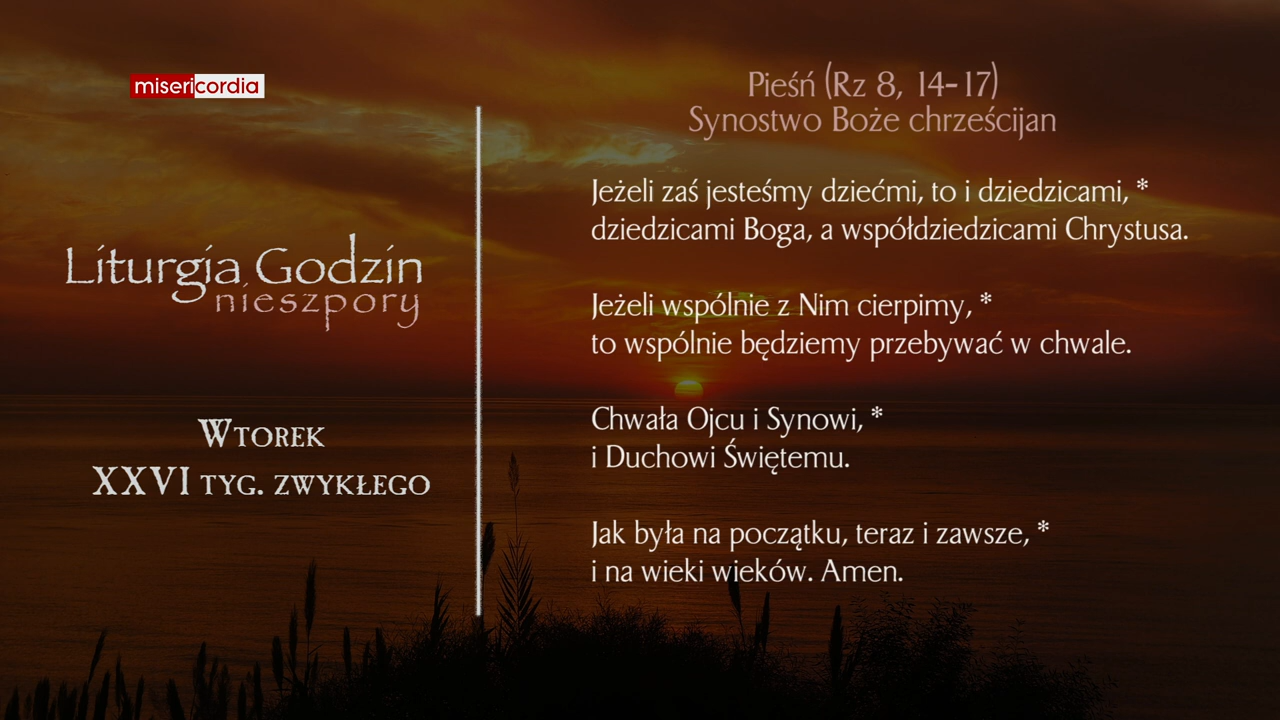 misericordia
Liturgia Godzin
nieszpory
Wtorek
XXVI tyg. zwykłego
Pieśń (Rz 8, 14-17)
Synostwo Boże chrześcijan
Jeżeli zaś jesteśmy dziećmi, to i dziedzicami, *
dziedzicami Boga, a współdziedzicami Chrystusa.
Jeżeli wspólnie z Nim cierpimy, *
to wspólnie będziemy przebywać w chwale.
Chwała Ojcu i Synowi, *
i Duchowi Świętemu.
Jak była na początku, teraz i zawsze, *
i na wieki wieków. Amen.